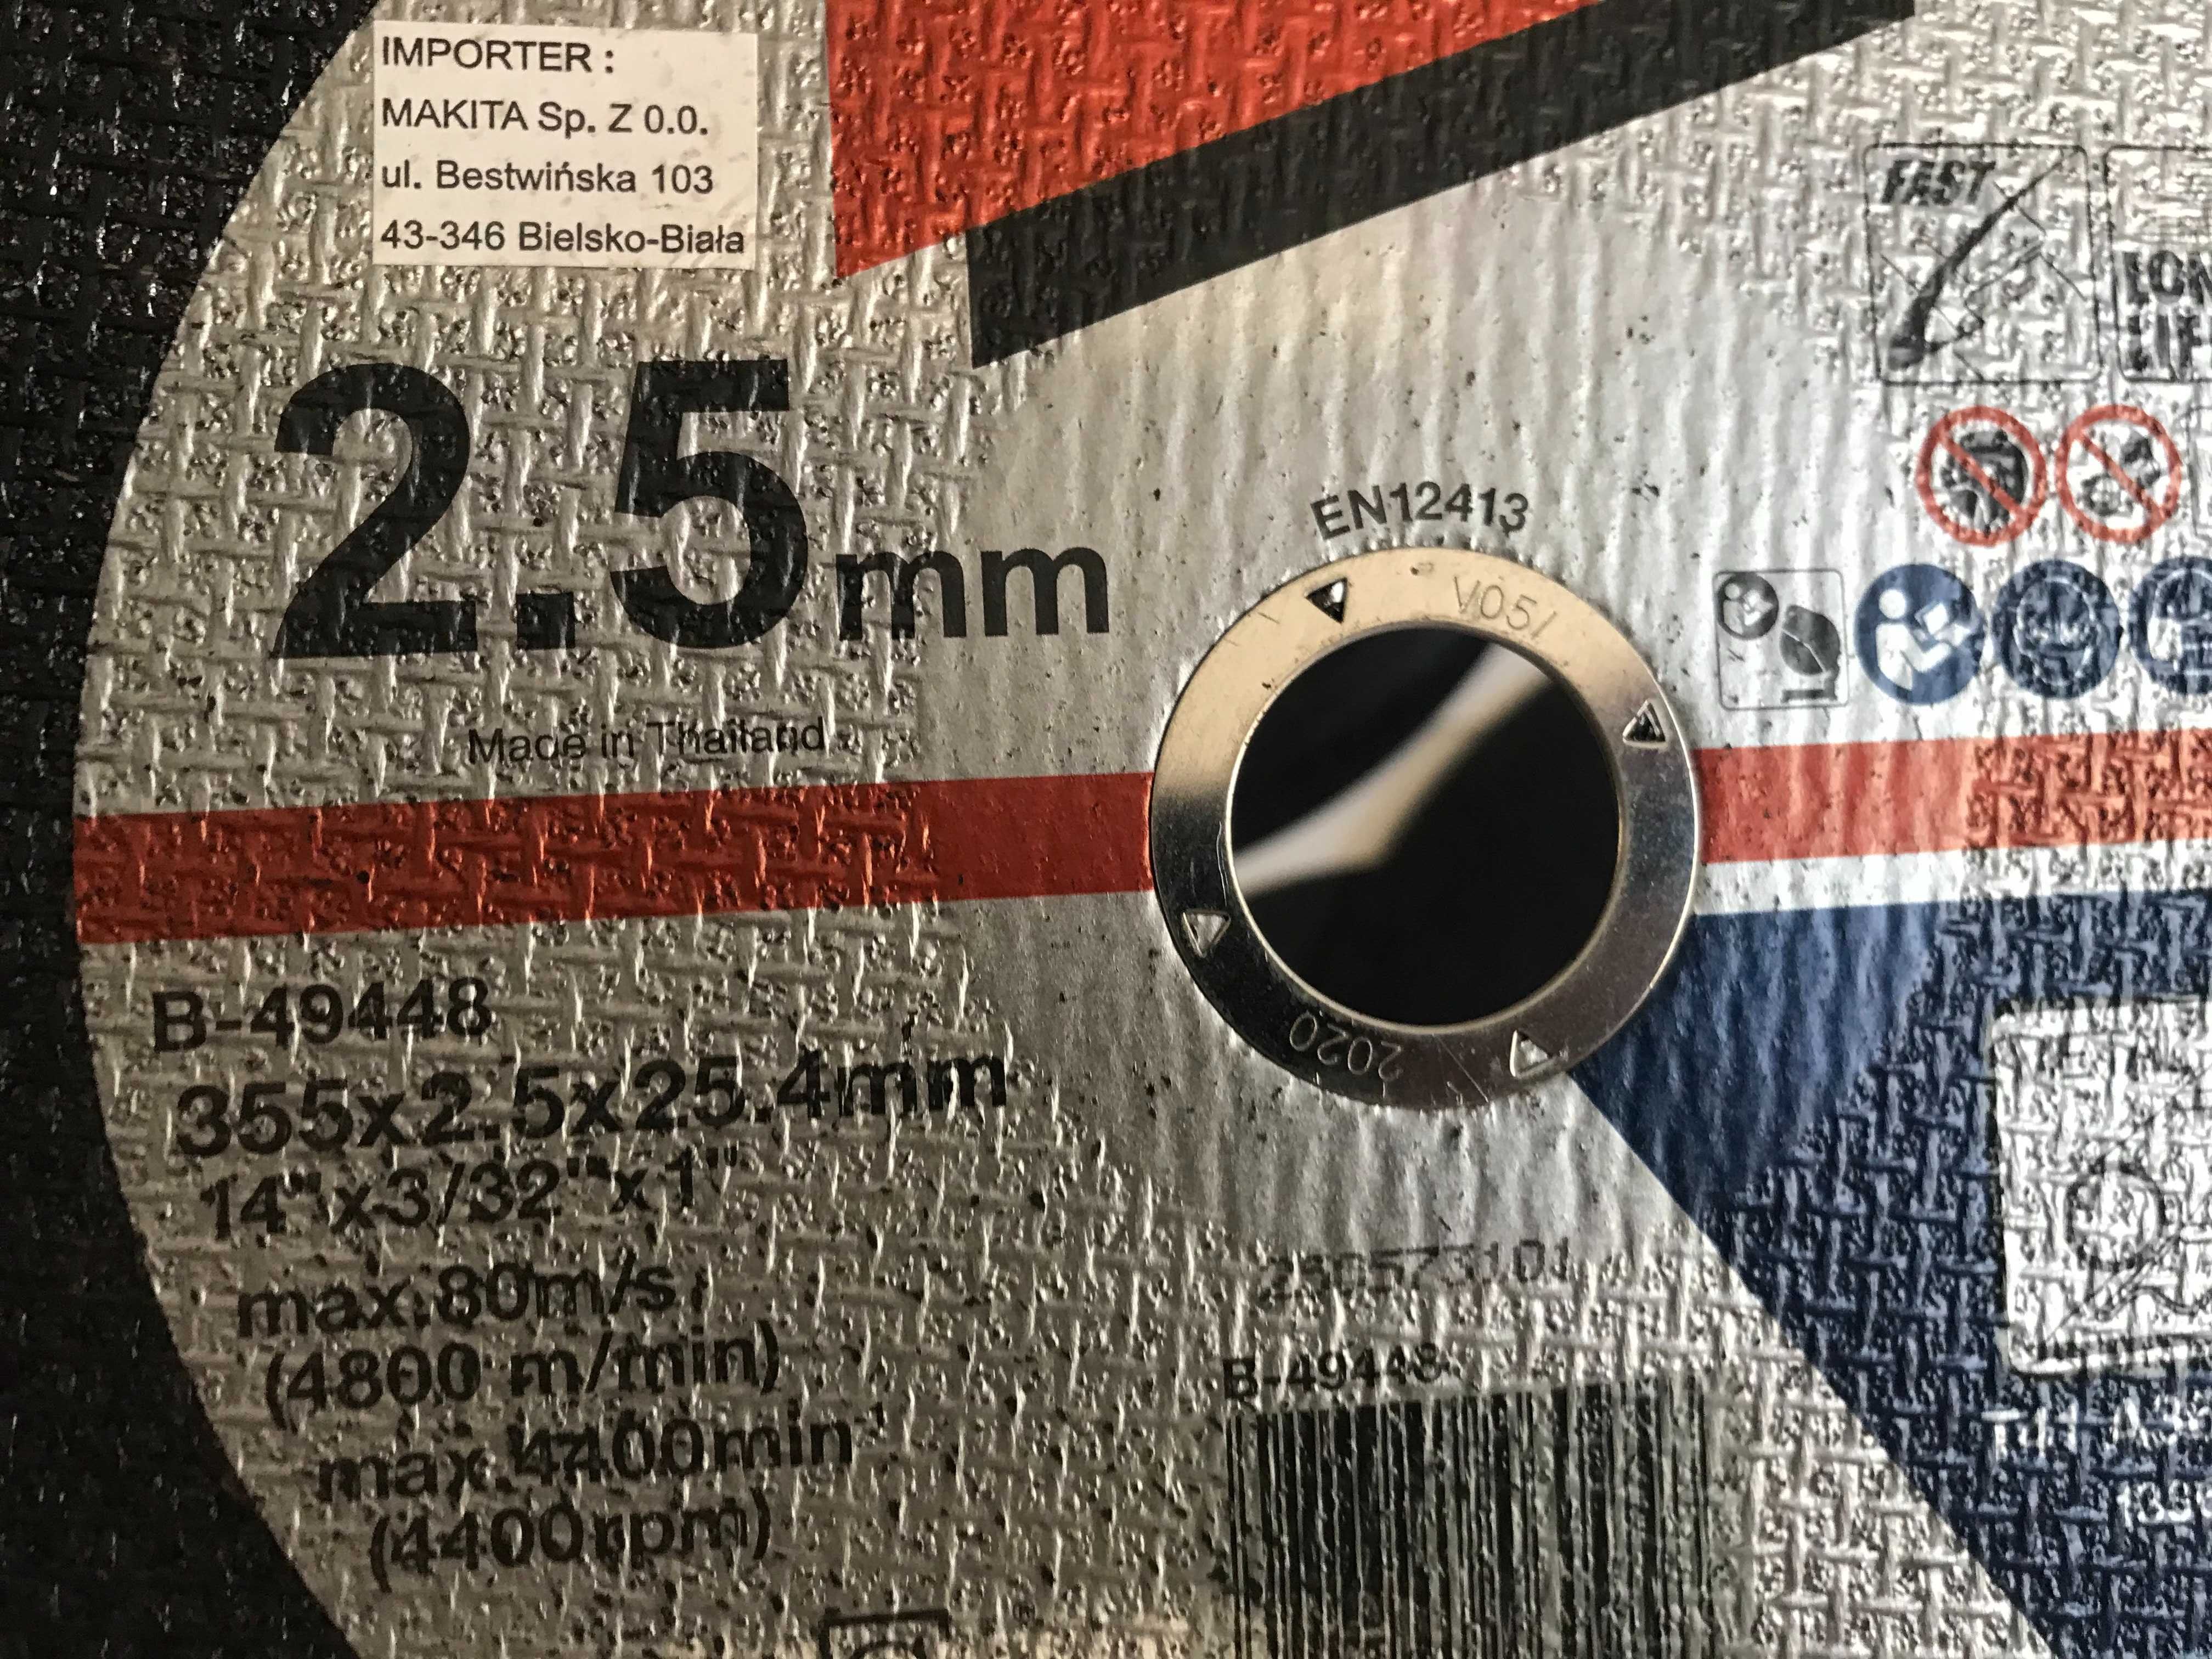 IMPORTER :
MAKITA Sp. Z 0.0.
ul. Bestwińska 103
43-346 Bielsko-Biała
FAST
2.5mm
EN12413
V05/
2020
Made in Thailand
B-49448
355x2.5x25.4mm
14"x3/32"x1"
max.80m/s
(4800 m/min)
max.4400min⁻¹
(4400rpm)
B-49448